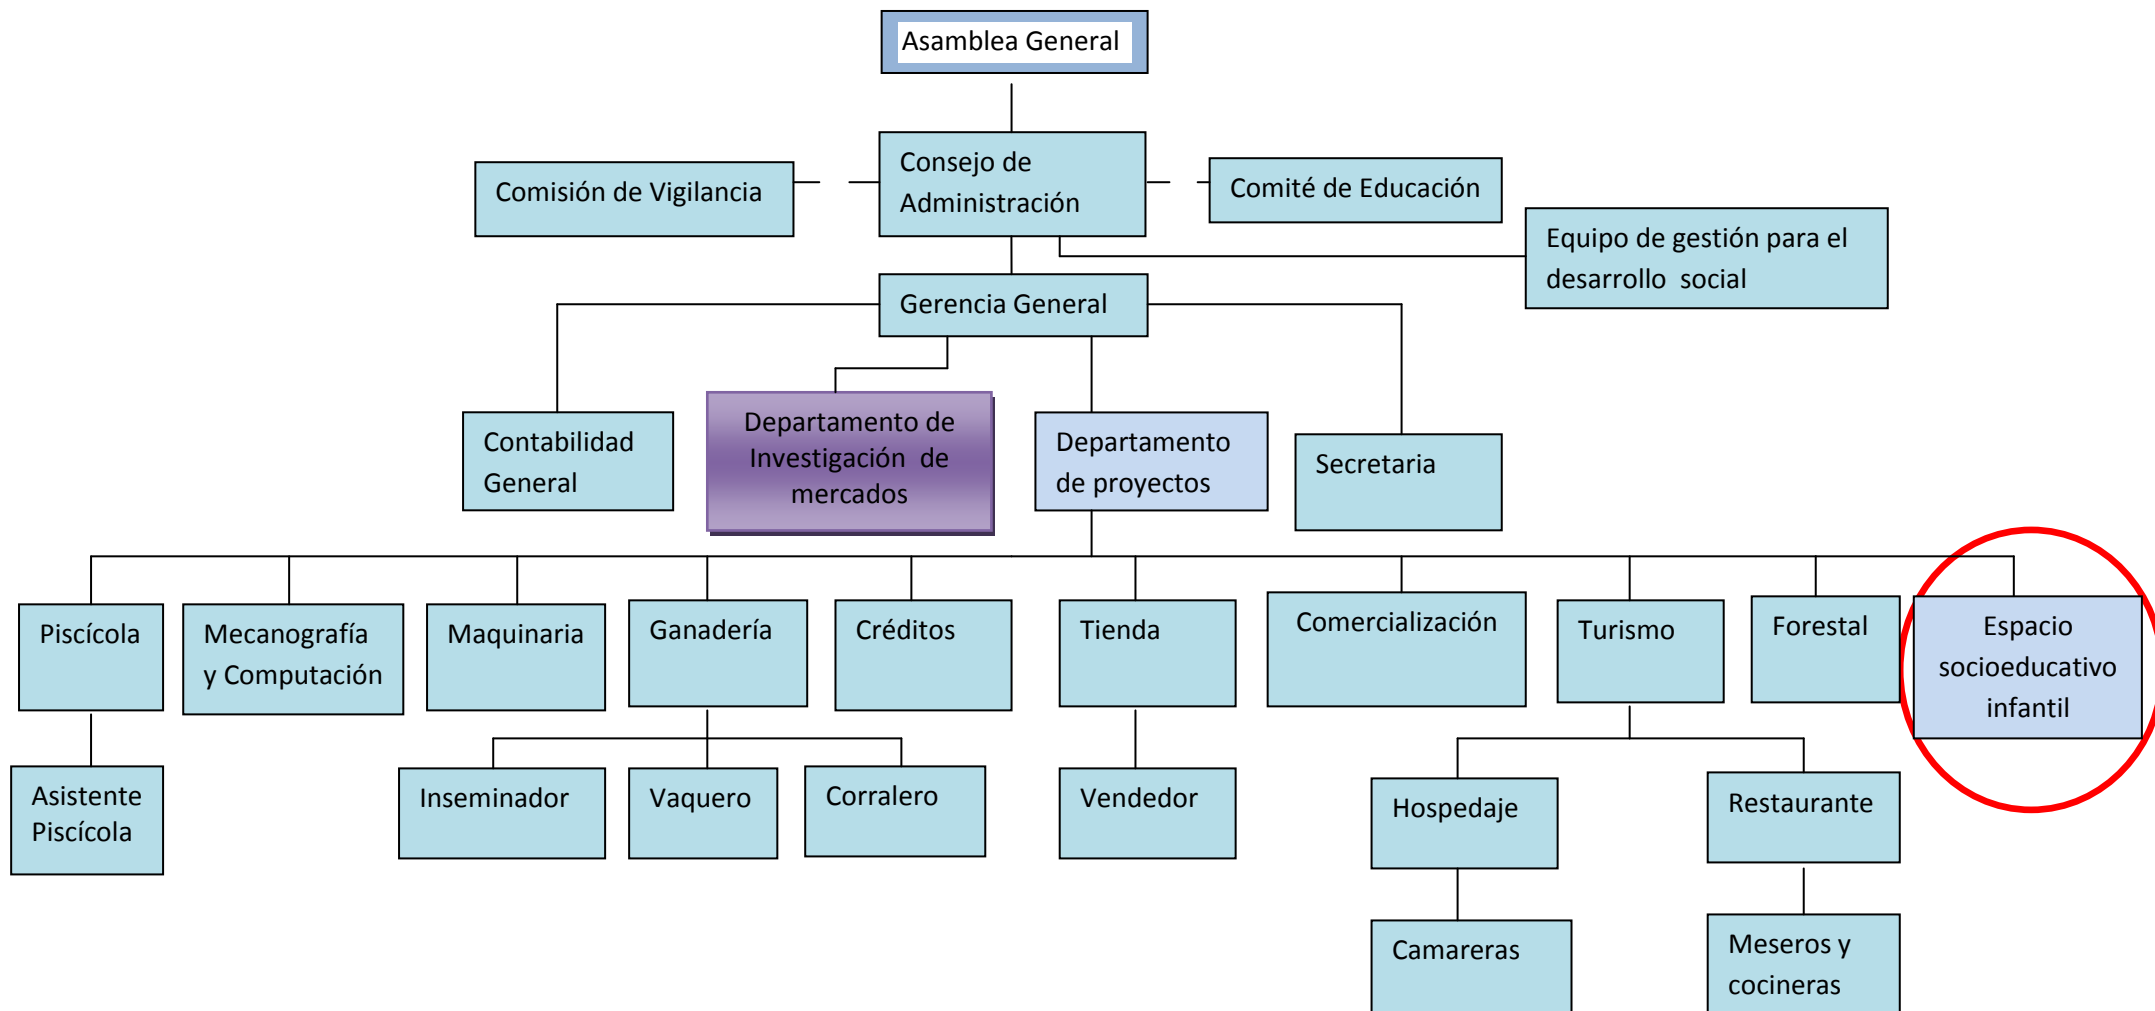 Asamblea General
Consejo de
Administración
Comisión de Vigilancia
Comité de Educación
Equipo de gestión para el
desarrollo  social
Gerencia General
Contabilidad
General
Departamento de
Investigación  de
mercados
Departamento
de proyectos
Secretaria
Piscícola
Mecanografía
y Computación
Maquinaria
Ganadería
Créditos
Tienda
Comercialización
Turismo
Forestal
Espacio
socioeducativo
infantil
Asistente
Piscícola
Inseminador
Vaquero
Corralero
Vendedor
Hospedaje
Restaurante
Camareras
Meseros y
cocineras